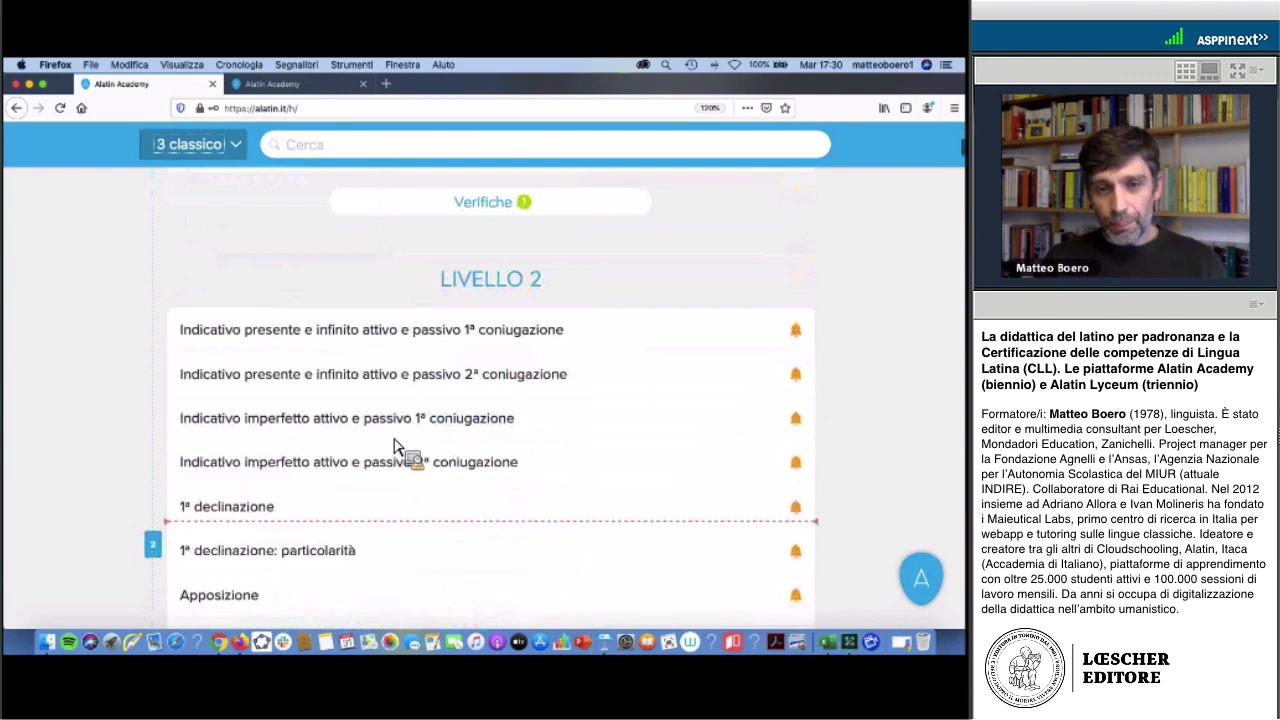 ASPPInext>>
Firefox File Modifica Visualizza Cronologia Segnalibri Strumenti Finestra Aiuto 100% Mar 17:30 matteoboero1
Alatin Academy
Alatin Academy
https://alatin.it/h/
120%
3 classico
Cerca
Verifiche 1
LIVELLO 2
Indicativo presente e infinito attivo e passivo 1ª coniugazione
Indicativo presente e infinito attivo e passivo 2ª coniugazione
Indicativo imperfetto attivo e passivo 1ª coniugazione
Indicativo imperfetto attivo e passivo coniugazione
1ª declinazione
2
1ª declinazione: particolarità
Apposizione
A
Matteo Boero
La didattica del latino per padronanza e la
Certificazione delle competenze di Lingua
Latina (CLL). Le piattaforme Alatin Academy
(biennio) e Alatin Lyceum (triennio)
Formatore/i: Matteo Boero (1978), linguista. È stato
editor e multimedia consultant per Loescher,
Mondadori Education, Zanichelli. Project manager per
la Fondazione Agnelli e l'Ansas, l'Agenzia Nazionale
per l'Autonomia Scolastica del MIUR (attuale
INDIRE). Collaboratore di Rai Educational. Nel 2012
insieme ad Adriano Allora e Ivan Molineris ha fondato
i Maieutical Labs, primo centro di ricerca in Italia per
webapp e tutoring sulle lingue classiche. Ideatore e
creatore tra gli altri di Cloudschooling, Alatin, Itaca
(Accademia di Italiano), piattaforme di apprendimento
con oltre 25.000 studenti attivi e 100.000 sessioni di
lavoro mensili. Da anni si occupa di digitalizzazione
della didattica nell'ambito umanistico.
LŒSCHER
EDITORE